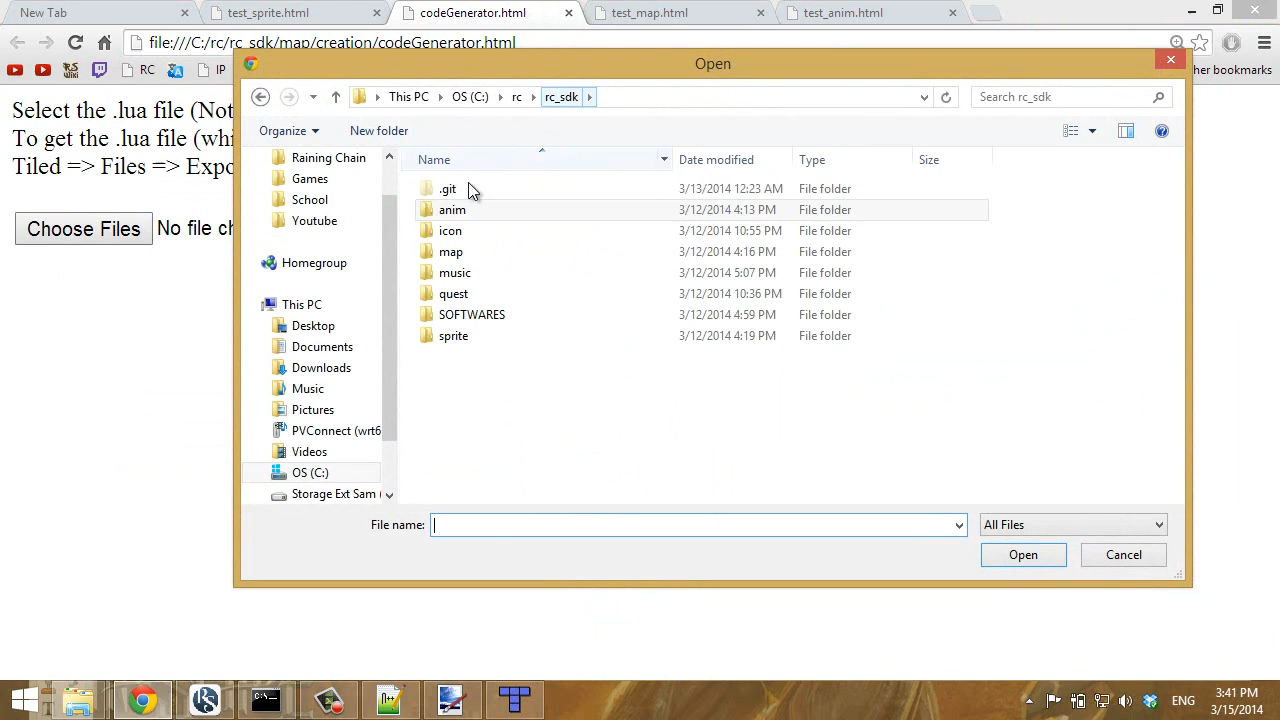 New Tab
test_sprite.html
codeGenerator.html
test_map.html
test_anim.html
file:///C:/rc/rc_sdk/map/creation/codeGenerator.html
RC
IP
her bookmarks
Select the .lua file (Not
To get the .lua file (whi
Tiled => Files => Expo
Choose Files No file ch
Open
This PC
OS (C:)
rc
rc_sdk
Search rc_sdk
Organize
New folder
Raining Chain
Games
School
Youtube
Homegroup
This PC
Desktop
Documents
Downloads
Music
Pictures
PVConnect (wrt6
Videos
OS (C:)
Storage Ext Sam (
Name Date modified Type Size
.git 3/13/2014 12:23 AM File folder
anim 3/12/2014 4:13 PM File folder
icon 3/12/2014 10:55 PM File folder
map 3/12/2014 4:16 PM File folder
music 3/12/2014 5:07 PM File folder
quest 3/12/2014 10:36 PM File folder
SOFTWARES 3/12/2014 4:59 PM File folder
sprite 3/12/2014 4:19 PM File folder
File name:
All Files
Open
Cancel
ENG
3:41 PM
3/15/2014